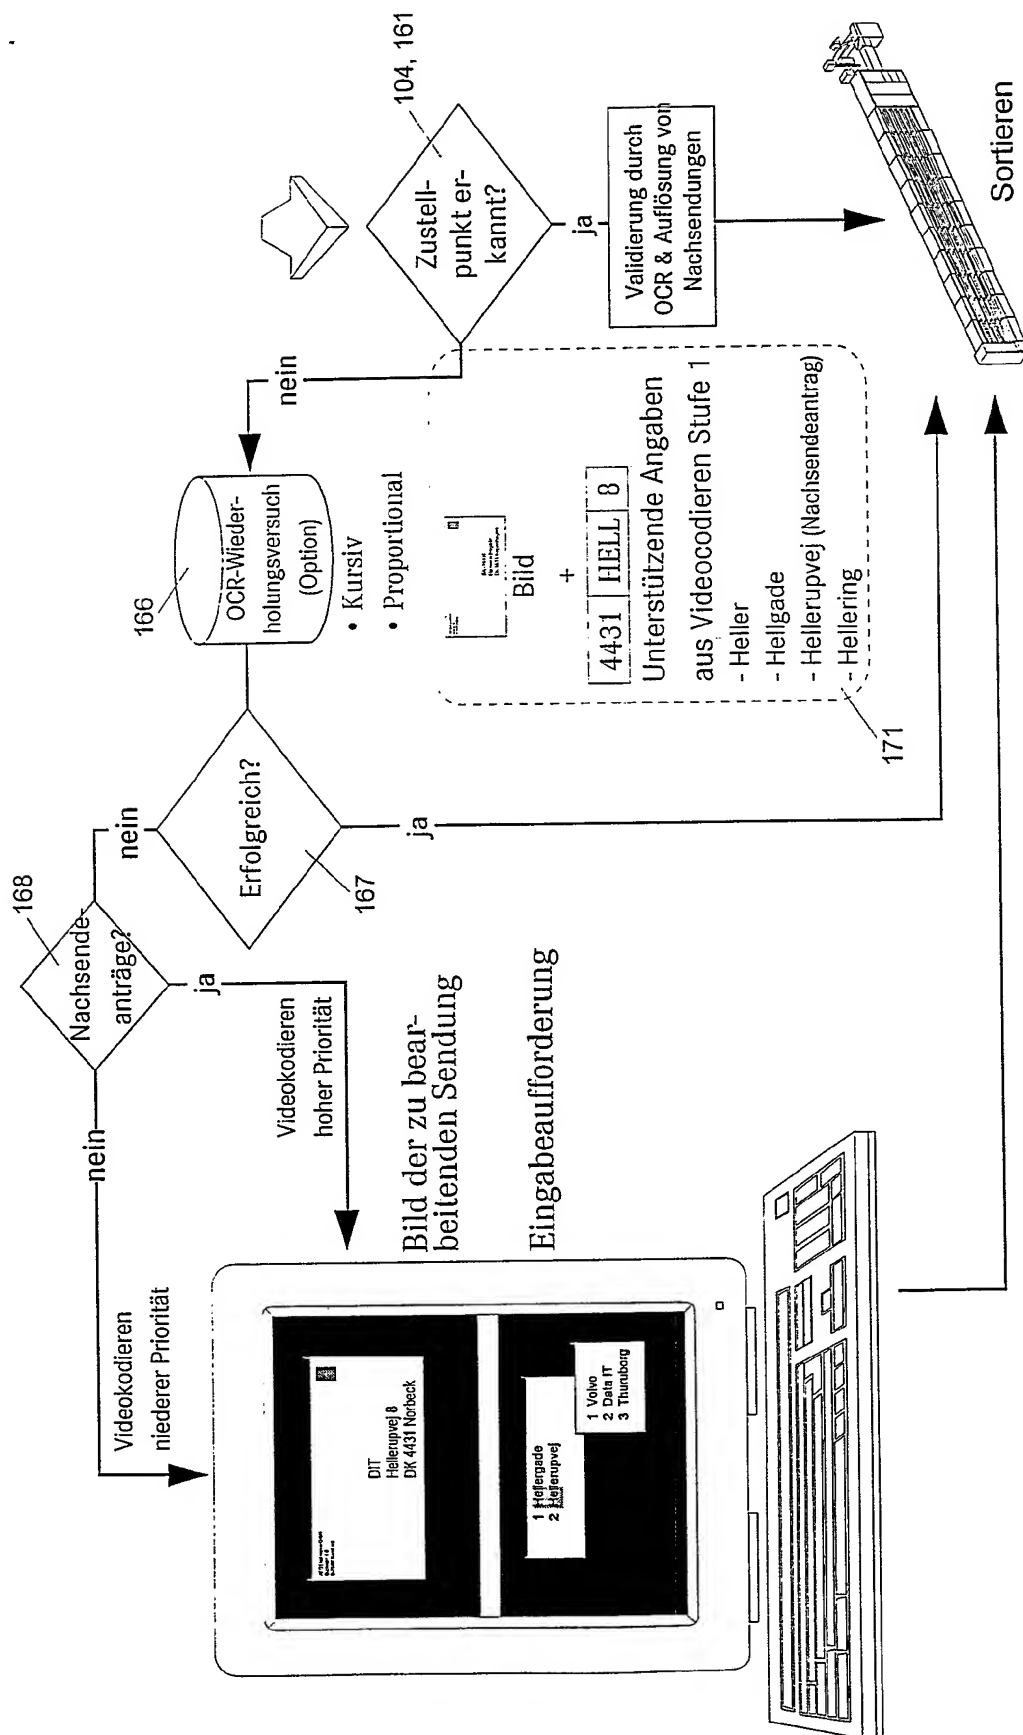 104, 161
Zustell-
punkt er-
kannt?
ja
Validierung durch
OCR & Auflösung von
Nachsendungen
Sortieren
nein
166
OCR-Wieder-
holungsversuch
(Option)
• Kursiv
• Proportional
Bild
+
4431 HELL 8
Unterstützende Angaben
aus Videocodieren Stufe 1
- Heller
- Hellgade
- Hellerupvej (Nachsendeantrag)
- Hellering
171
Erfolgreich?
167
ja
nein
168
Nachsende-
anträge?
ja
Videokodieren
hoher Priorität
nein
Videokodieren
niederer Priorität
Bild der zu bear-
beitenden Sendung
Eingabeaufforderung
DIT
Hellerupvej 8
DK 4431 Norbeck
1 Hellergade
2 Hellerupvej
1 Volvo
2 Data IT
3 Thuruborg